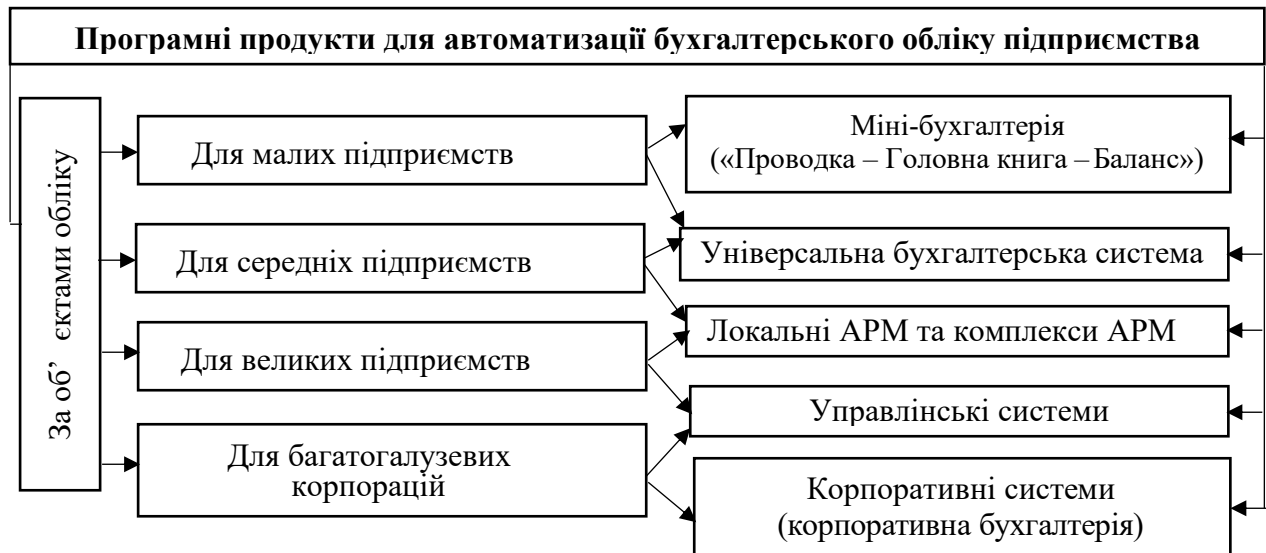 Програмні продукти для автоматизації бухгалтерського обліку підприємства
За об’ єктами обліку
Для малих підприємств
Для середніх підприємств
Для великих підприємств
Для багатогалузевих
корпорацій
Міні-бухгалтерія
(«Проводка – Головна книга – Баланс»)
Універсальна бухгалтерська система
Локальні АРМ та комплекси АРМ
Управлінські системи
Корпоративні системи
(корпоративна бухгалтерія)